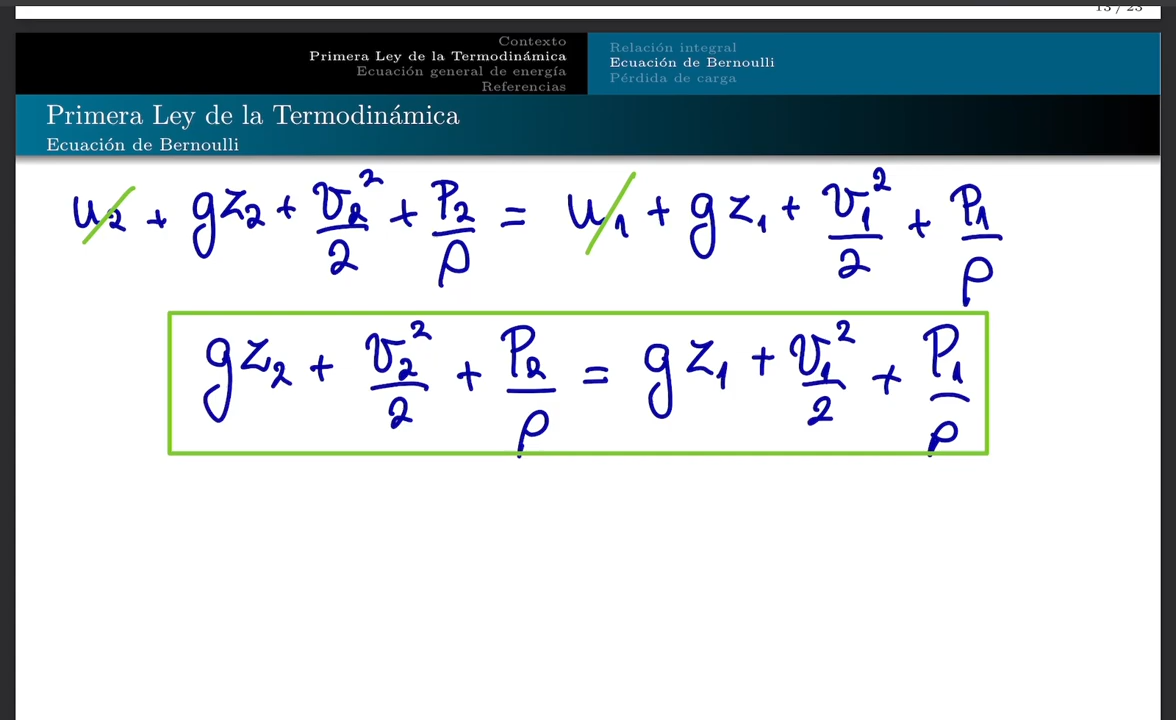 13 / 23
Contexto
Primera Ley de la Termodinámica
Ecuación general de energía
Referencias
Relación integral
Ecuación de Bernoulli
Pérdida de carga
Primera Ley de la Termodinámica
Ecuación de Bernoulli
u₂ + gz₂ + v₂²/2 + P₂/ρ = u₁ + gz₁ + v₁²/2 + P₁/ρ
gz₂ + v₂²/2 + P₂/ρ = gz₁ + v₁²/2 + P₁/ρ